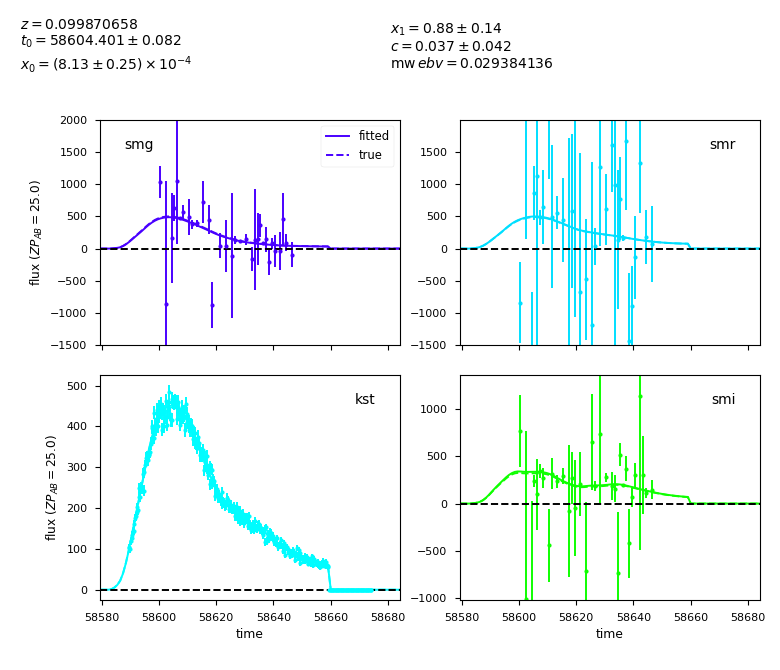 z = 0.099870658
t₀ = 58604.401 ± 0.082
x₀ = (8.13 ± 0.25) × 10⁻⁴
x₁ = 0.88 ± 0.14
c = 0.037 ± 0.042
mw ebv = 0.029384136
2000
1500
1000
500
0
−500
−1000
−1500
flux (ZP_AB = 25.0)
smg
fitted
true
1500
1000
500
0
−500
−1000
−1500
smr
500
400
300
200
100
0
flux (ZP_AB = 25.0)
kst
58580
58600
58620
58640
58660
58680
time
1000
500
0
−500
−1000
smi
58580
58600
58620
58640
58660
58680
time